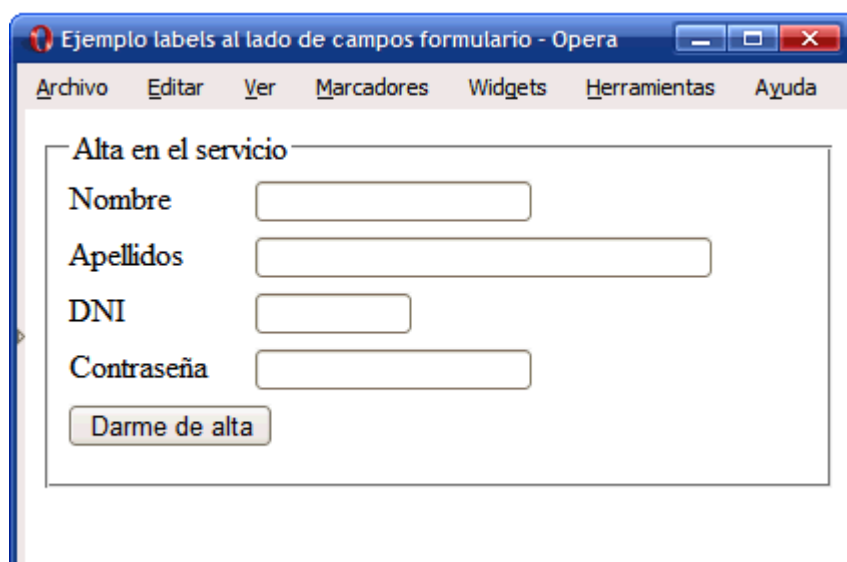 Ejemplo labels al lado de campos formulario - Opera
Archivo Editar Ver Marcadores Widgets Herramientas Ayuda
Alta en el servicio
Nombre
Apellidos
DNI
Contraseña
Darme de alta